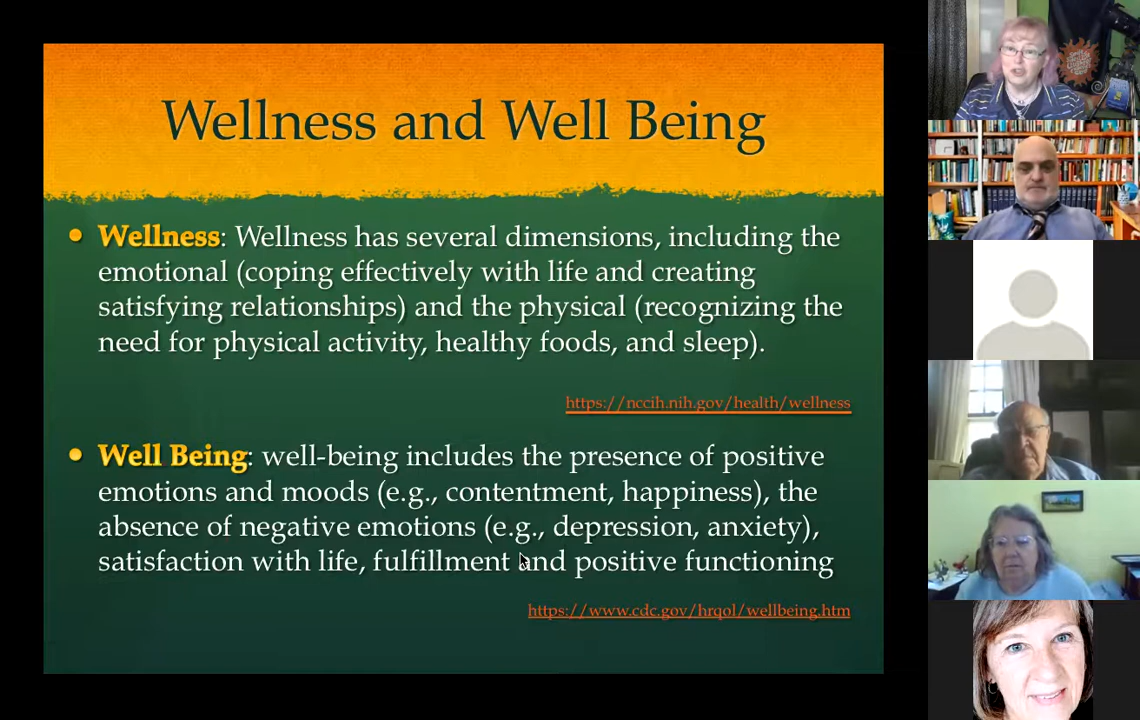 Wellness and Well Being
Wellness: Wellness has several dimensions, including the
emotional (coping effectively with life and creating
satisfying relationships) and the physical (recognizing the
need for physical activity, healthy foods, and sleep).
https://nccih.nih.gov/health/wellness
Well Being: well-being includes the presence of positive
emotions and moods (e.g., contentment, happiness), the
absence of negative emotions (e.g., depression, anxiety),
satisfaction with life, fulfillment and positive functioning
https://www.cdc.gov/hrqol/wellbeing.htm